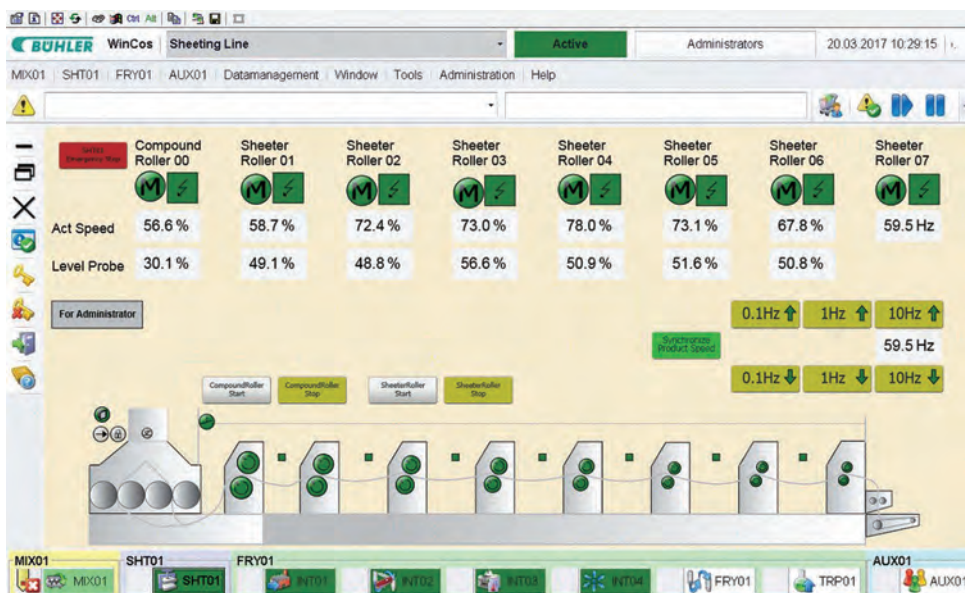 Ctrl Alt
BÜHLER WinCos Sheeting Line Active Administrators 20.03.2017 10:29:15
MIX01 SHT01 FRY01 AUX01 Datamanagement Window Tools Administration Help
SHT01
Emergency Stop
Compound
Roller 00
Sheeter
Roller 01
Sheeter
Roller 02
Sheeter
Roller 03
Sheeter
Roller 04
Sheeter
Roller 05
Sheeter
Roller 06
Sheeter
Roller 07
M M M M M M M M
Act Speed 56.6 % 58.7 % 72.4 % 73.0 % 78.0 % 73.1 % 67.8 % 59.5 Hz
Level Probe 30.1 % 49.1 % 48.8 % 56.6 % 50.9 % 51.6 % 50.8 %
For Administrator
0.1Hz 1Hz 10Hz
Synchronize
Product Speed
59.5 Hz
0.1Hz 1Hz 10Hz
CompoundRoller
Start
CompoundRoller
Stop
SheeterRoller
Start
SheeterRoller
Stop
MIX01 SHT01 FRY01 AUX01
MIX01 SHT01 INT01 INT02 INT03 INT04 FRY01 TRP01 AUX01